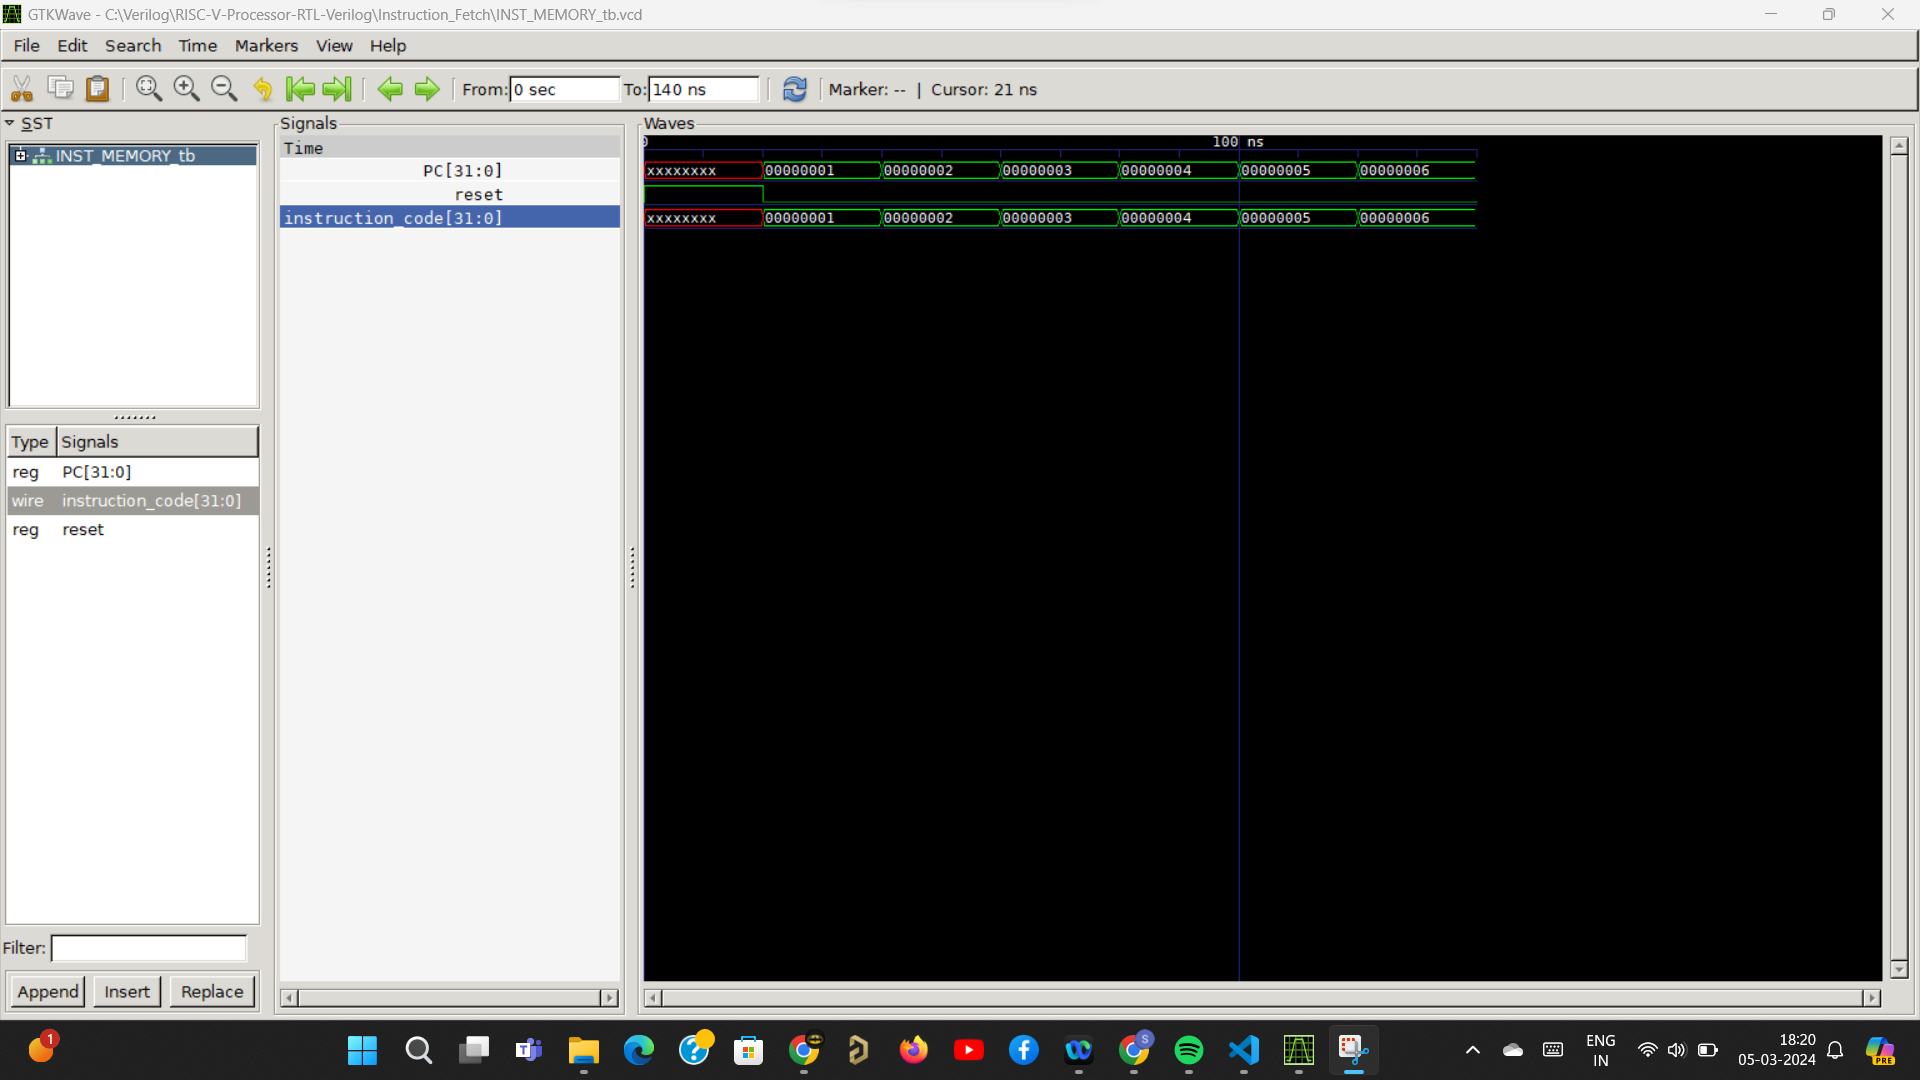 GTKWave - C:\Verilog\RISC-V-Processor-RTL-Verilog\Instruction_Fetch\INST_MEMORY_tb.vcd
File Edit Search Time Markers View Help
From: 0 sec To: 140 ns Marker: -- | Cursor: 21 ns
SST
INST_MEMORY_tb
Type Signals
reg PC[31:0]
wire instruction_code[31:0]
reg reset
Filter:
Append Insert Replace
Signals
Time
PC[31:0]
reset
instruction_code[31:0]
Waves
0 100 ns
xxxxxxxx 00000001 00000002 00000003 00000004 00000005 00000006
xxxxxxxx 00000001 00000002 00000003 00000004 00000005 00000006
1
T
S
ENG
IN
18:20
05-03-2024
PRE